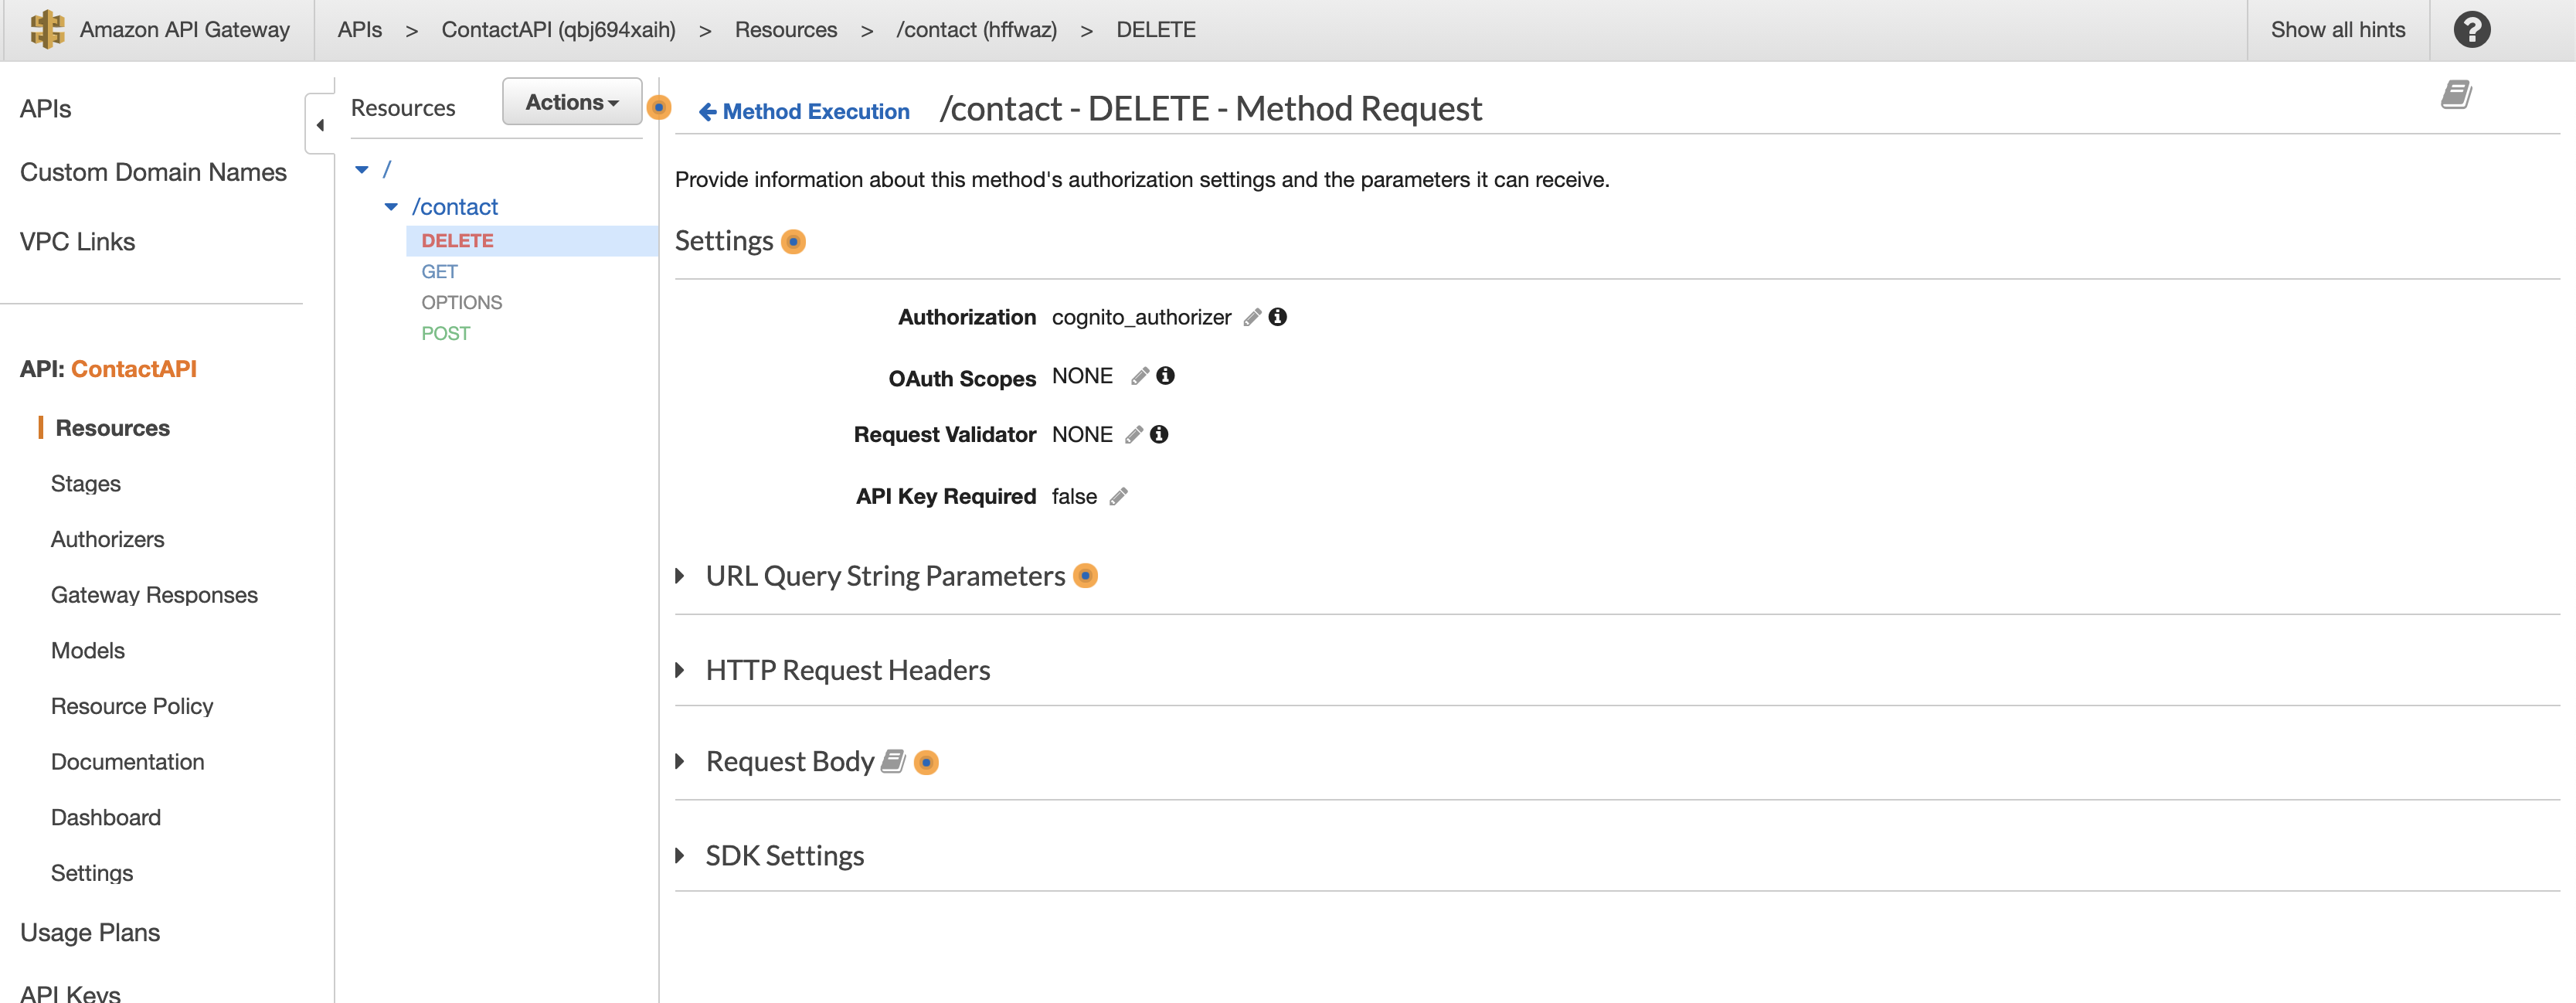 Amazon API Gateway
APIs > ContactAPI (qbj694xaih) > Resources > /contact (hffwaz) > DELETE
Show all hints
?
APIs
Custom Domain Names
VPC Links
API: ContactAPI
Resources
Stages
Authorizers
Gateway Responses
Models
Resource Policy
Documentation
Dashboard
Settings
Usage Plans
API Keys
Resources
Actions
/
/contact
DELETE
GET
OPTIONS
POST
Method Execution /contact - DELETE - Method Request
Provide information about this method's authorization settings and the parameters it can receive.
Settings
Authorization cognito_authorizer
OAuth Scopes NONE
Request Validator NONE
API Key Required false
URL Query String Parameters
HTTP Request Headers
Request Body
SDK Settings